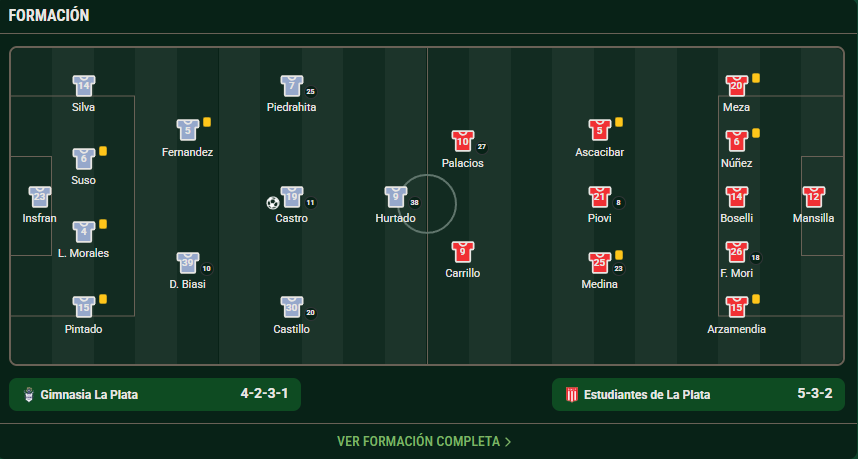 FORMACIÓN
14
Silva
5
Fernandez
7
25
Piedrahita
6
Suso
23
Insfran
19
11
Castro
9
38
Hurtado
4
L. Morales
39
10
D. Biasi
15
Pintado
30
20
Castillo
10
27
Palacios
9
Carrillo
5
Ascacibar
21
8
Piovi
25
23
Medina
20
Meza
6
Núñez
14
Boselli
12
Mansilla
26
18
F. Mori
15
Arzamendia
Gimnasia La Plata
4-2-3-1
Estudiantes de La Plata
5-3-2
VER FORMACIÓN COMPLETA >